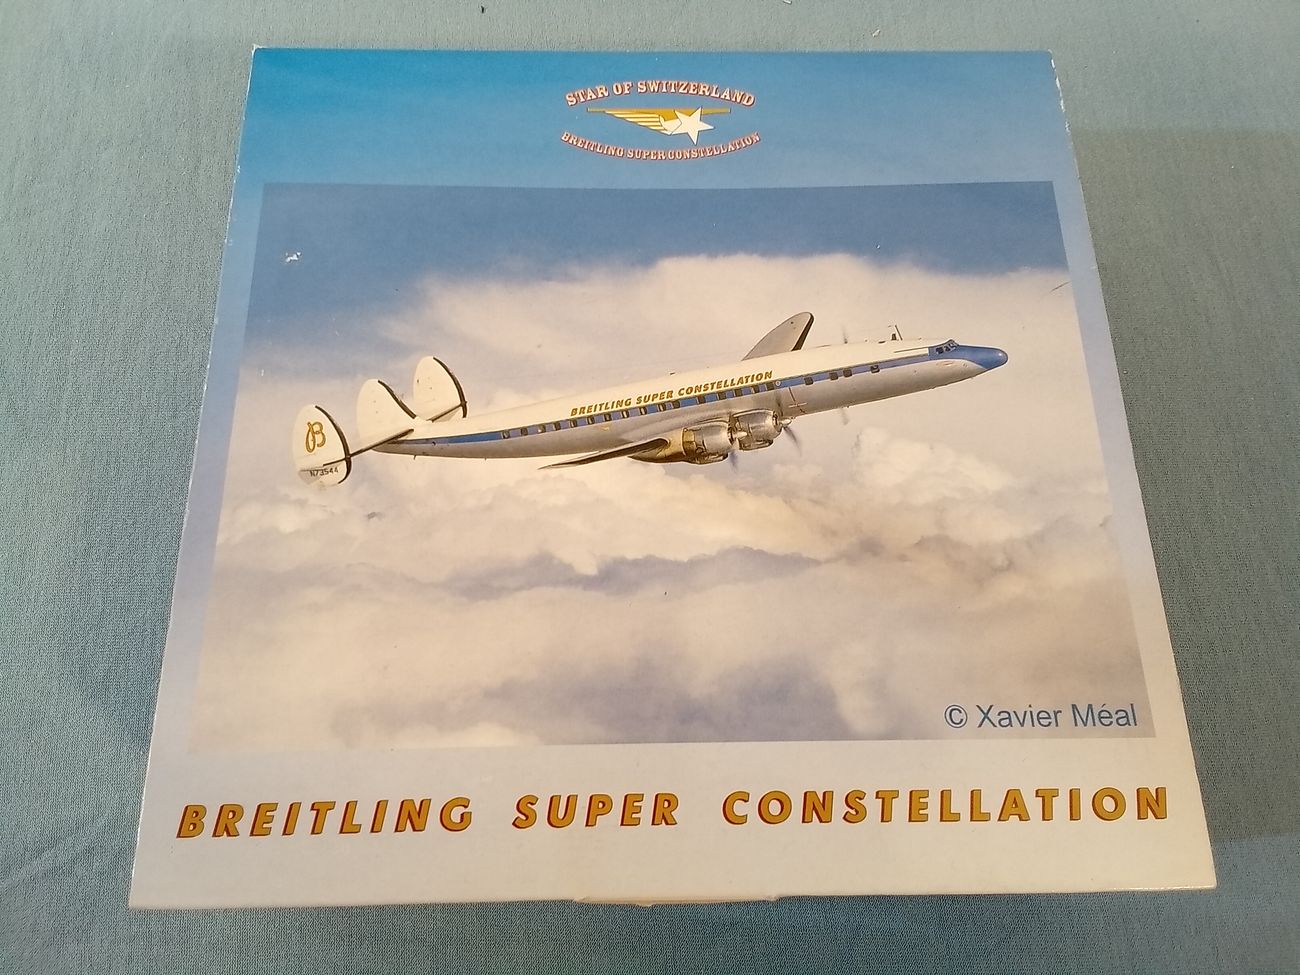 STAR OF SWITZERLAND
BREITLING SUPER CONSTELLATION
BREITLING SUPER CONSTELLATION
B
N73544
© Xavier Méal
BREITLING SUPER CONSTELLATION